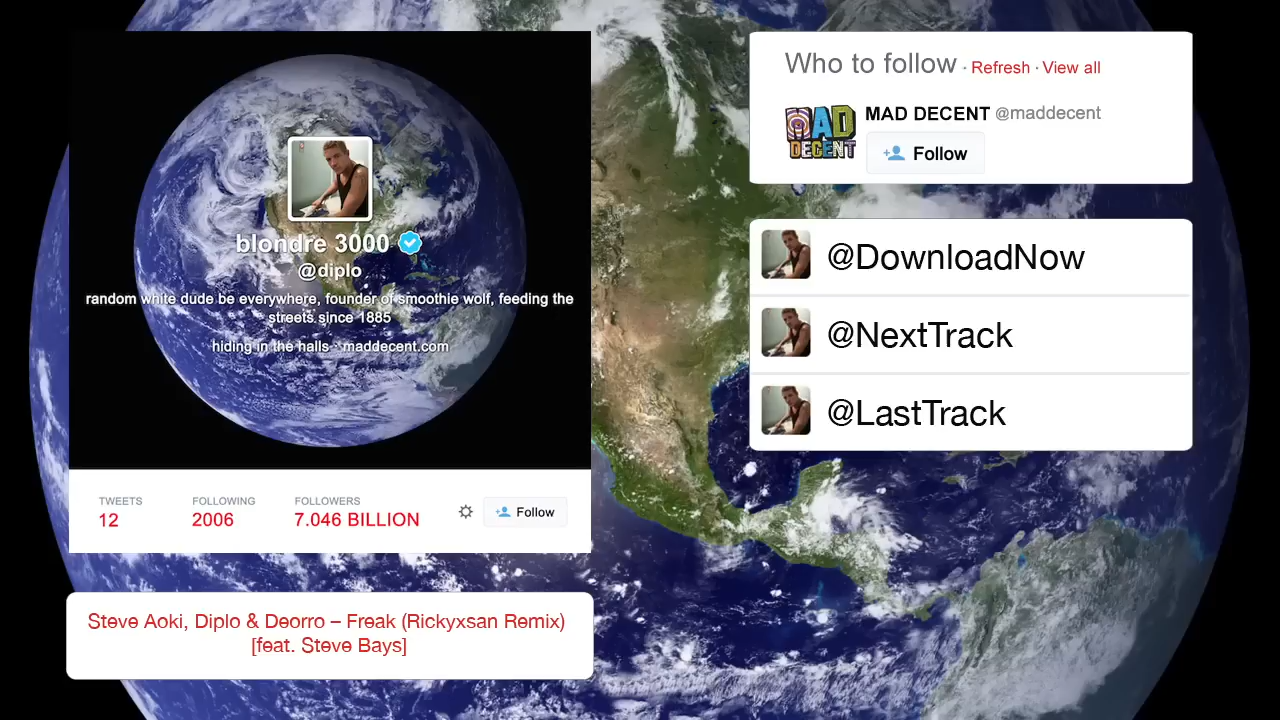 blondre 3000
@diplo
random white dude be everywhere, founder of smoothie wolf, feeding the
streets since 1885
hiding in the halls · maddecent.com
TWEETS
12
FOLLOWING
2006
FOLLOWERS
7.046 BILLION
Follow
Steve Aoki, Diplo & Deorro – Freak (Rickyxsan Remix)
[feat. Steve Bays]
Who to follow · Refresh · View all
MAD DECENT
MAD DECENT @maddecent
Follow
@DownloadNow
@NextTrack
@LastTrack